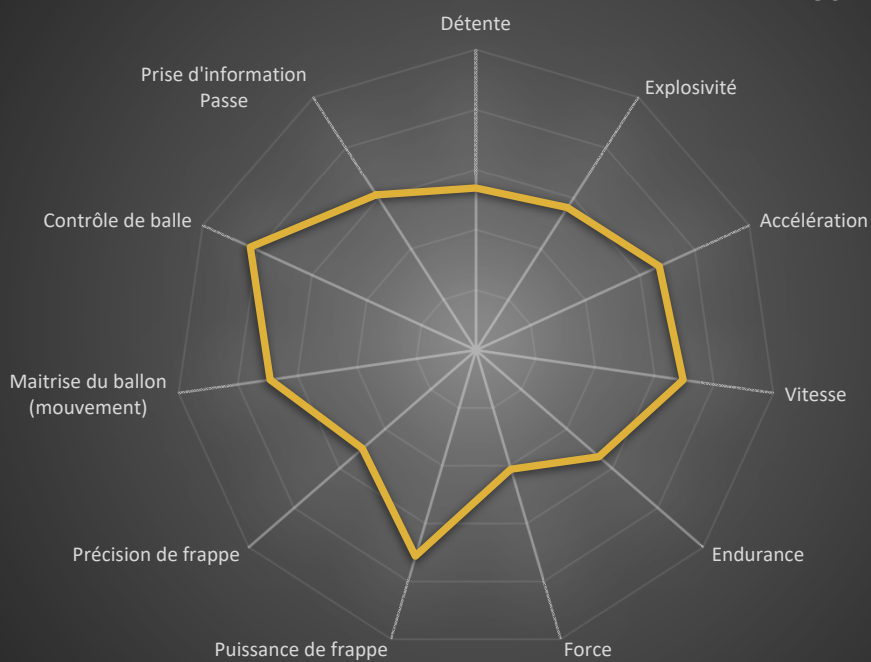 Détente
Explosivité
Accélération
Vitesse
Endurance
Force
Puissance de frappe
Précision de frappe
Maitrise du ballon
(mouvement)
Contrôle de balle
Prise d'information
Passe